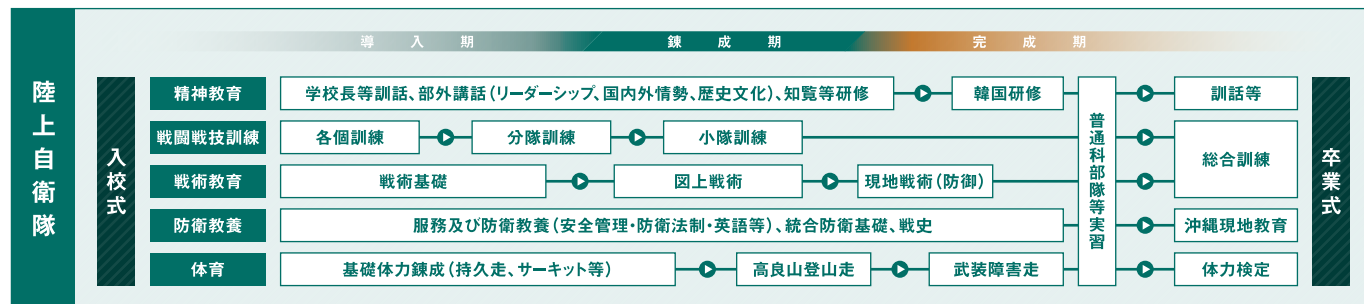 陸上自衛隊
導入期
錬成期
完成期
入校式
精神教育
学校長等訓話、部外講話（リーダーシップ、国内外情勢、歴史文化）、知覧等研修
韓国研修
訓話等
戦闘戦技訓練
各個訓練
分隊訓練
小隊訓練
総合訓練
戦術教育
戦術基礎
図上戦術
現地戦術（防御）
防衛教養
服務及び防衛教養（安全管理・防衛法制・英語等）、統合防衛基礎、戦史
沖縄現地教育
体育
基礎体力錬成（持久走、サーキット等）
高良山登山走
武装障害走
体力検定
普通科部隊等実習
卒業式